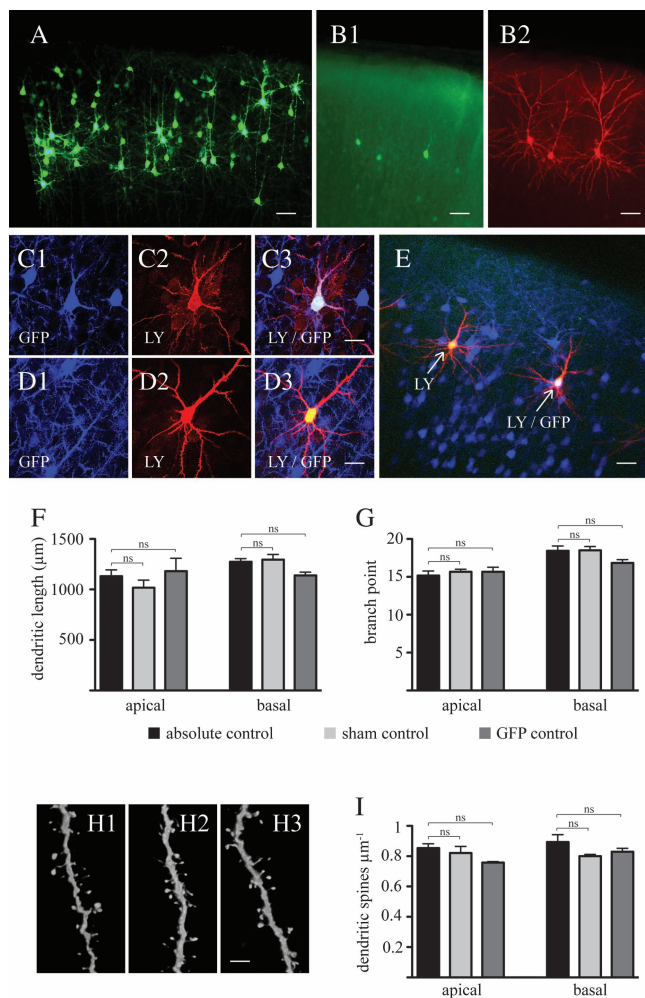 A
B1
B2
C1
GFP
C2
LY
C3
LY / GFP
D1
GFP
D2
LY
D3
LY / GFP
E
LY
LY / GFP
F
dendritic length (µm)
1500
1000
500
ns
ns
ns
ns
apical
basal
G
branch point
20
15
10
5
ns
ns
ns
ns
apical
basal
absolute control
sham control
GFP control
H1
H2
H3
I
dendritic spines µm⁻¹
1
0.8
0.6
0.4
0.2
ns
ns
ns
ns
apical
basal